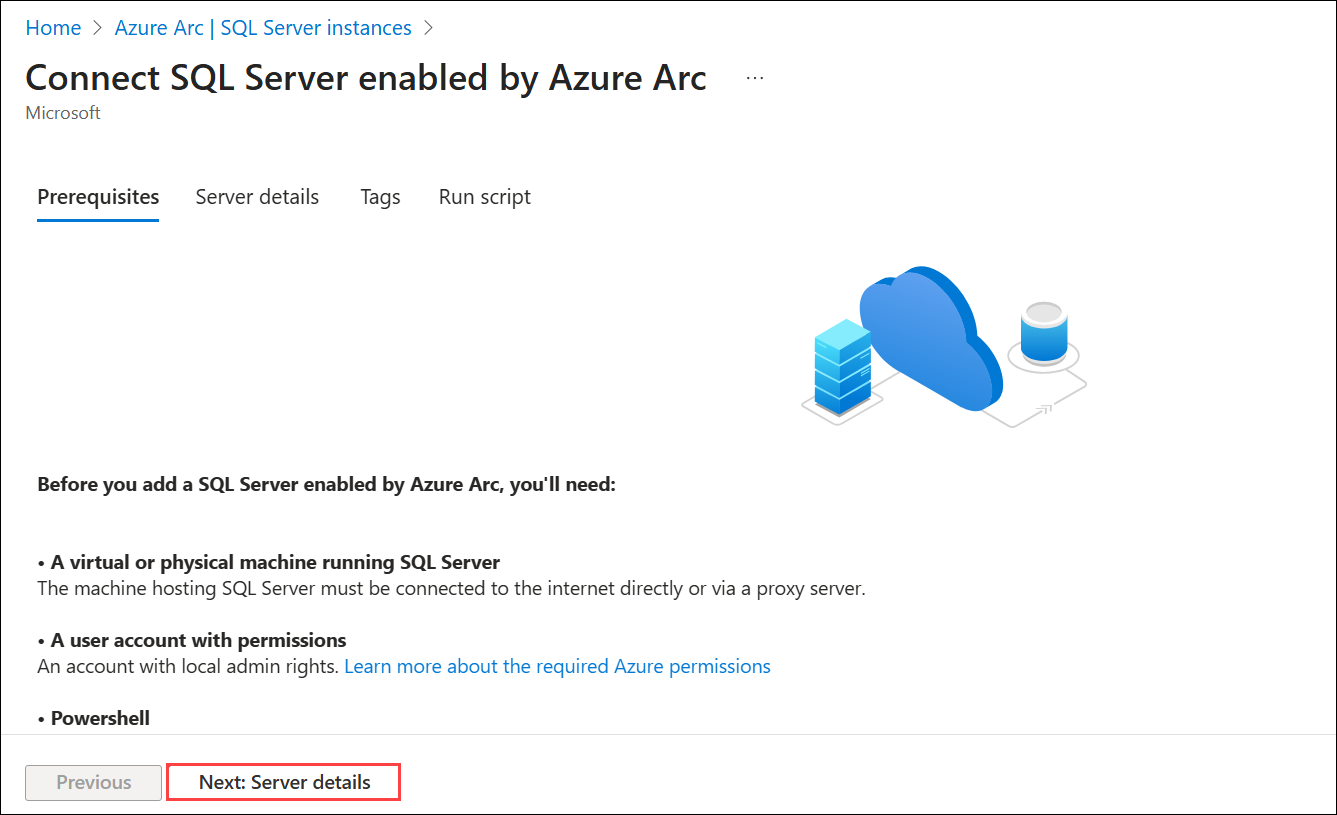 Home > Azure Arc | SQL Server instances >
Connect SQL Server enabled by Azure Arc ...
Microsoft
Prerequisites Server details Tags Run script
Before you add a SQL Server enabled by Azure Arc, you'll need:
• A virtual or physical machine running SQL Server
The machine hosting SQL Server must be connected to the internet directly or via a proxy server.
• A user account with permissions
An account with local admin rights. Learn more about the required Azure permissions
• Powershell
Previous Next: Server details